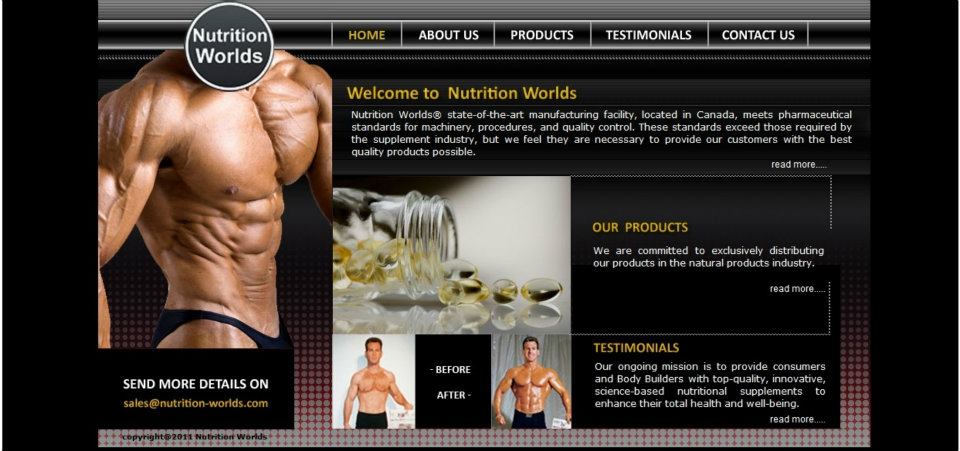 Nutrition
Worlds
HOME ABOUT US PRODUCTS TESTIMONIALS CONTACT US
Welcome to Nutrition Worlds
Nutrition Worlds® state-of-the-art manufacturing facility, located in Canada, meets pharmaceutical
standards for machinery, procedures, and quality control. These standards exceed those required by
the supplement industry, but we feel they are necessary to provide our customers with the best
quality products possible.
read more.....
OUR PRODUCTS
We are committed to exclusively distributing
our products in the natural products industry.
read more.....
- BEFORE
AFTER -
TESTIMONIALS
Our ongoing mission is to provide consumers
and Body Builders with top-quality, innovative,
science-based nutritional supplements to
enhance their total health and well-being.
read more.....
SEND MORE DETAILS ON
sales@nutrition-worlds.com
copyright@2011 Nutrition Worlds